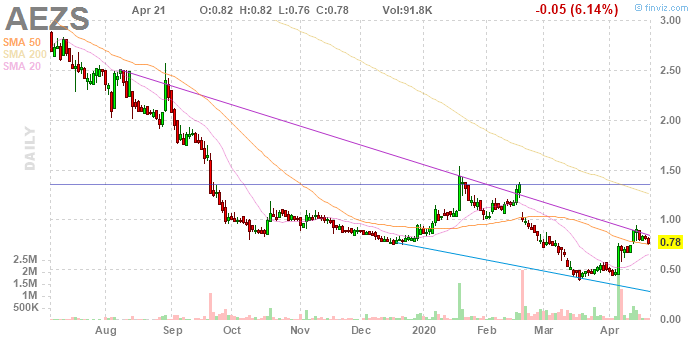 AEZS
Apr 21 O:0.82 H:0.82 L:0.76 C:0.78 Vol:91.8K -0.05 (6.14%)
© finviz.com
SMA 50
SMA 200
SMA 20
DAILY
3.00
2.50
2.00
1.50
1.00
0.78
0.50
0.00
2.5M
2M
1.5M
1M
500K
Aug Sep Oct Nov Dec 2020 Feb Mar Apr